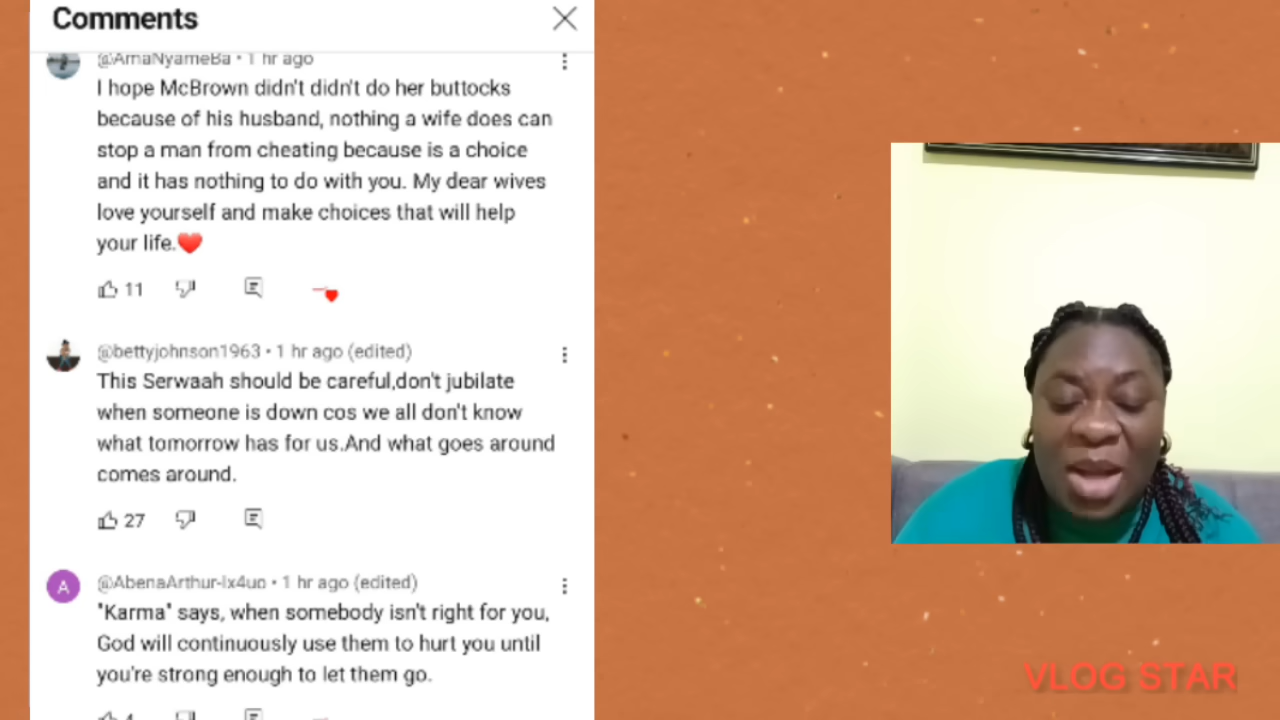 Comments
@AmaNyameBa • 1 hr ago
I hope McBrown didn't didn't do her buttocks
because of his husband, nothing a wife does can
stop a man from cheating because is a choice
and it has nothing to do with you. My dear wives
love yourself and make choices that will help
your life.❤️
11
@bettyjohnson1963 • 1 hr ago (edited)
This Serwaah should be careful,don't jubilate
when someone is down cos we all don't know
what tomorrow has for us.And what goes around
comes around.
27
A
@AbenaArthur-lx4uo • 1 hr ago (edited)
"Karma" says, when somebody isn't right for you,
God will continuously use them to hurt you until
you're strong enough to let them go.
4
VLOG STAR